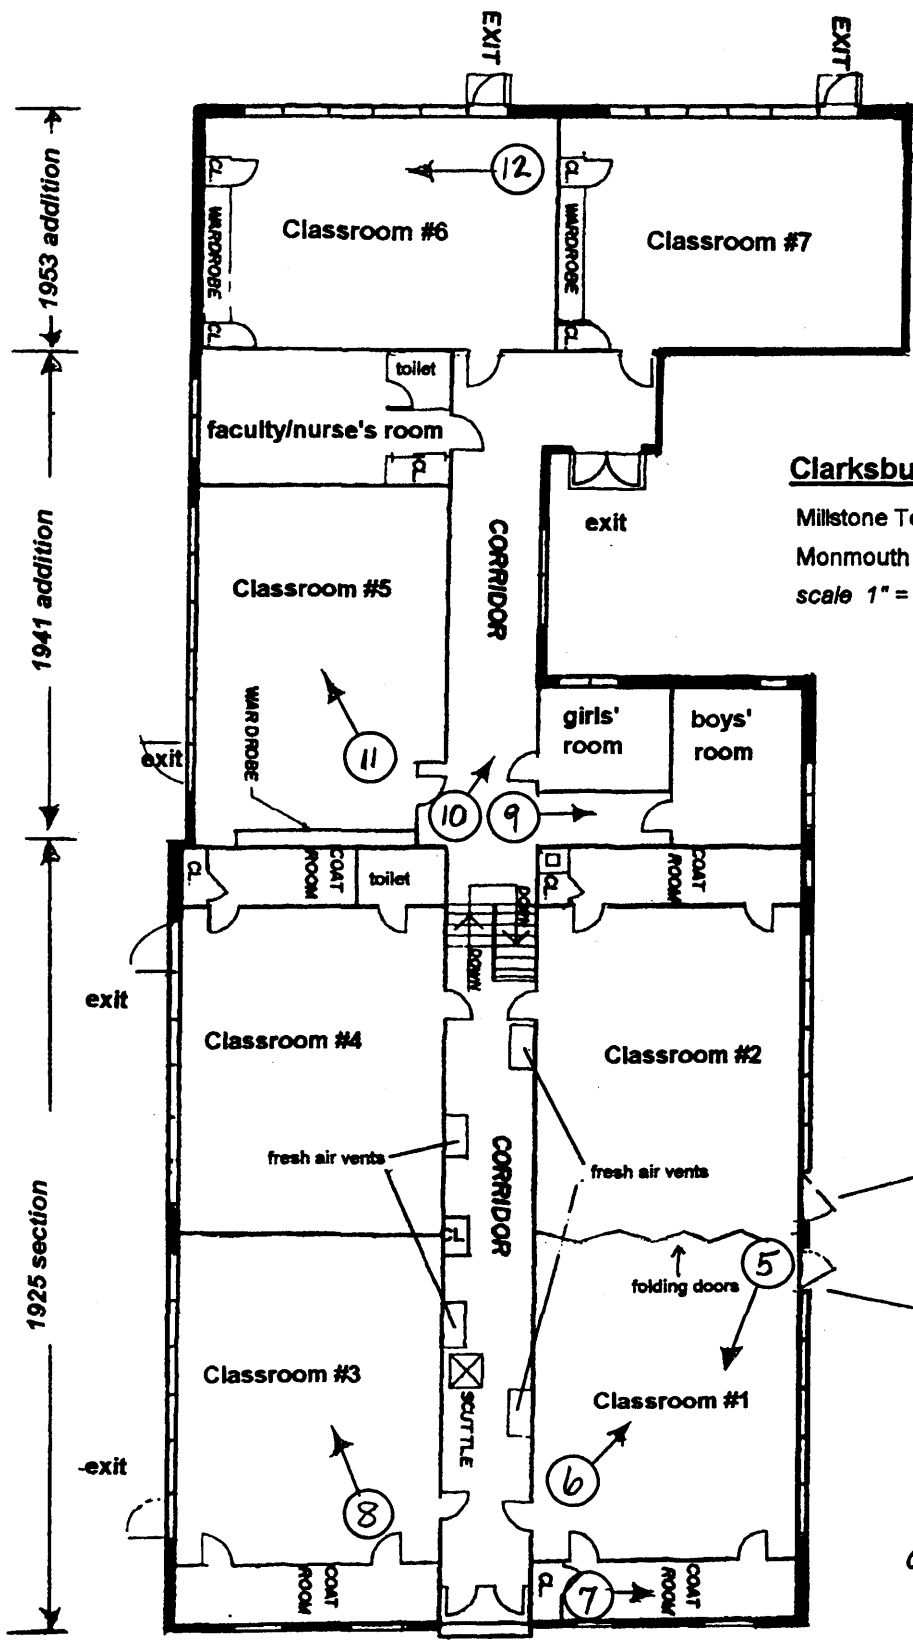 EXIT
EXIT
1953 addition
CL.
WARDROBE
CL.
Classroom #6
12
CL.
WARDROBE
CL.
Classroom #7
toilet
faculty/nurse's room
CL.
1941 addition
Classroom #5
CORRIDOR
exit
Clarksbu
Millstone To
Monmouth
scale 1" =
WARDROBE
exit
11
10
9
girls'
room
boys'
room
CL.
COAT
ROOM
toilet
CL.
COAT
ROOM
DOWN
DOWN
exit
1925 section
Classroom #4
Classroom #2
fresh air vents
CORRIDOR
fresh air vents
CL
folding doors
5
Classroom #3
SCUTTLE
Classroom #1
-exit
8
6
COAT
ROOM
CL.
7
COAT
ROOM